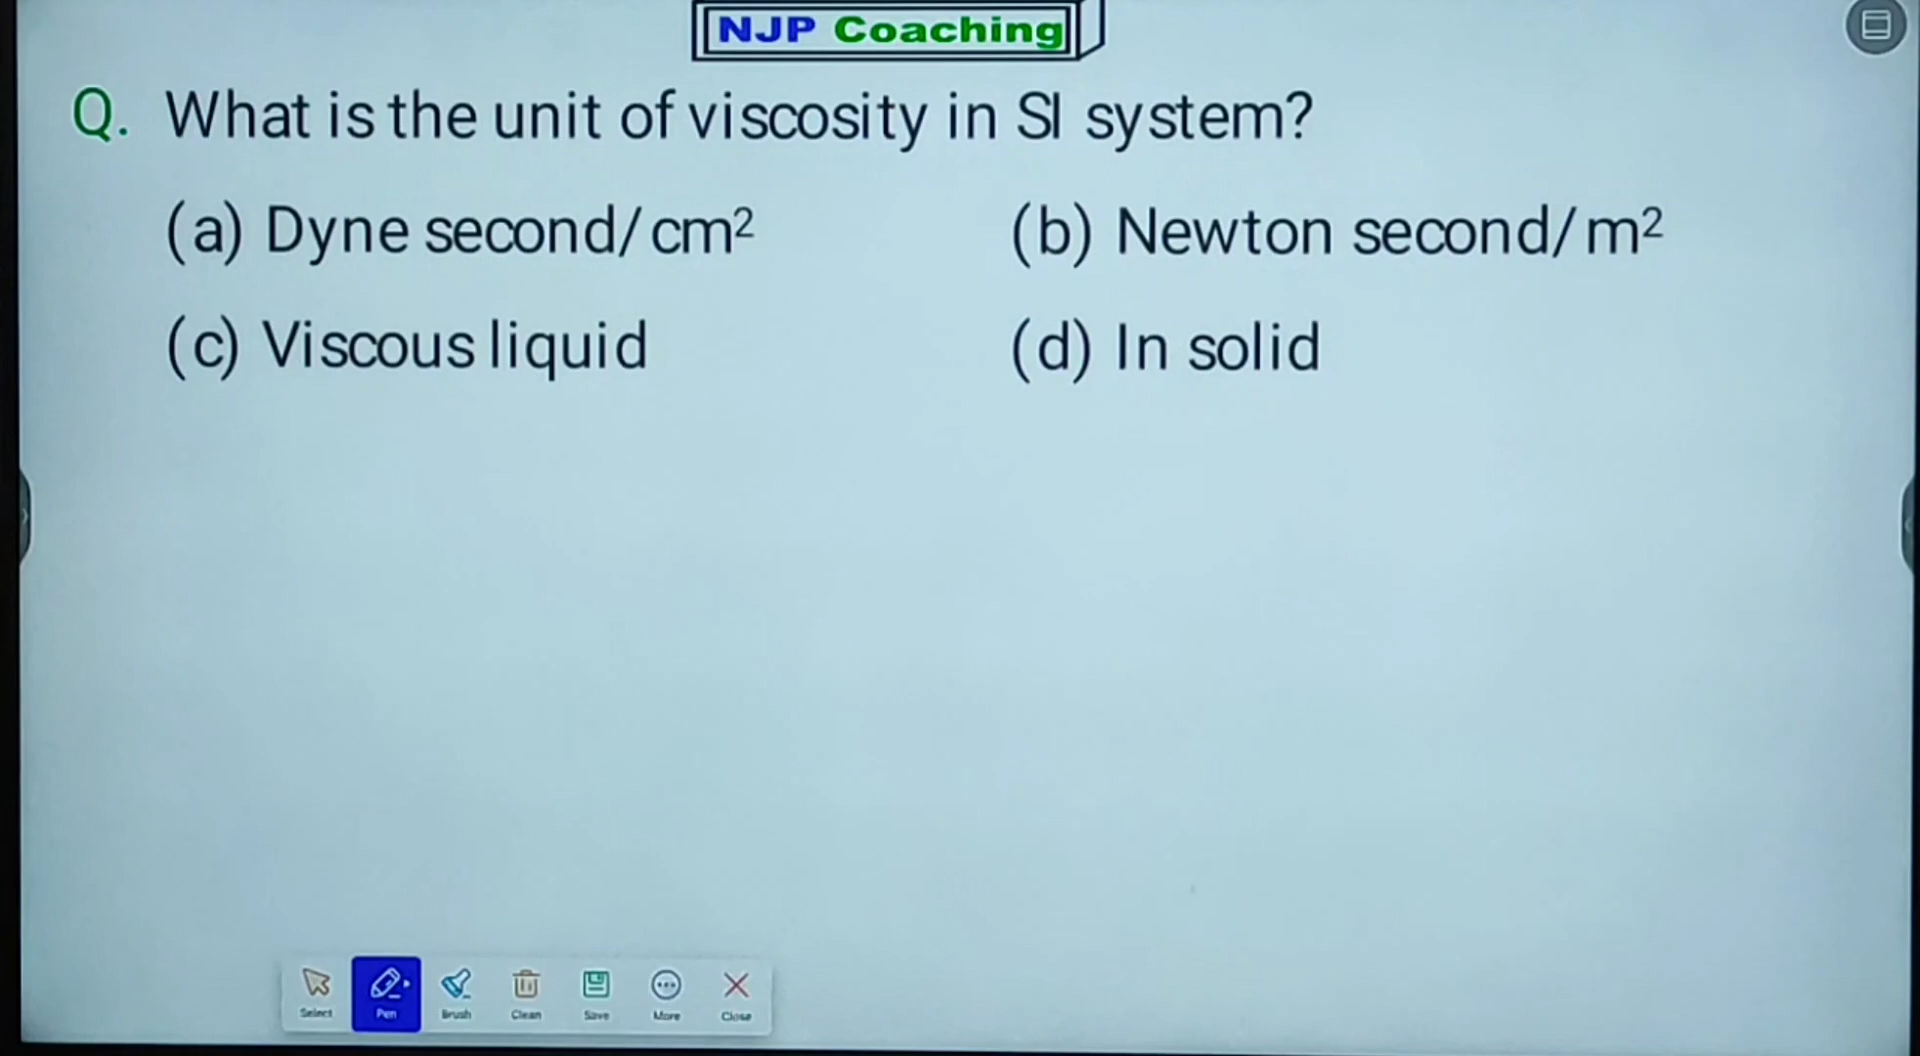 NJP Coaching
Q. What is the unit of viscosity in SI system?
(a) Dyne second/cm²
(b) Newton second/m²
(c) Viscous liquid
(d) In solid
Select Pen Brush Clean Save More Close